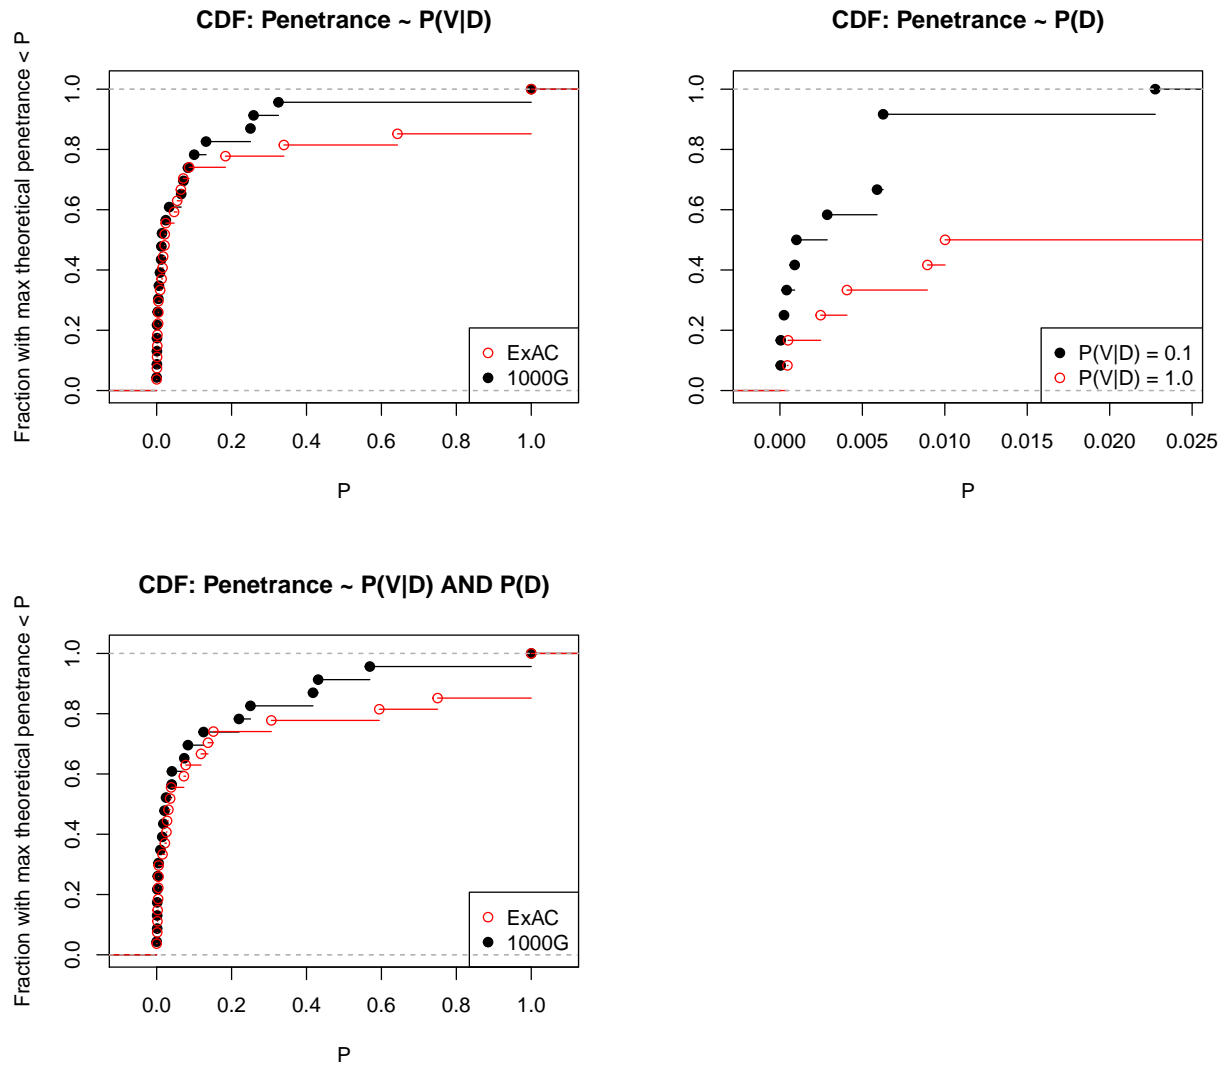 CDF: Penetrance ~ P(V|D)
Fraction with max theoretical penetrance < P
1.0
0.8
0.6
0.4
0.2
0.0
ExAC
1000G
0.0 0.2 0.4 0.6 0.8 1.0
P
CDF: Penetrance ~ P(D)
1.0
0.8
0.6
0.4
0.2
0.0
P(V|D) = 0.1
P(V|D) = 1.0
0.000 0.005 0.010 0.015 0.020 0.025
P
CDF: Penetrance ~ P(V|D) AND P(D)
Fraction with max theoretical penetrance < P
1.0
0.8
0.6
0.4
0.2
0.0
ExAC
1000G
0.0 0.2 0.4 0.6 0.8 1.0
P